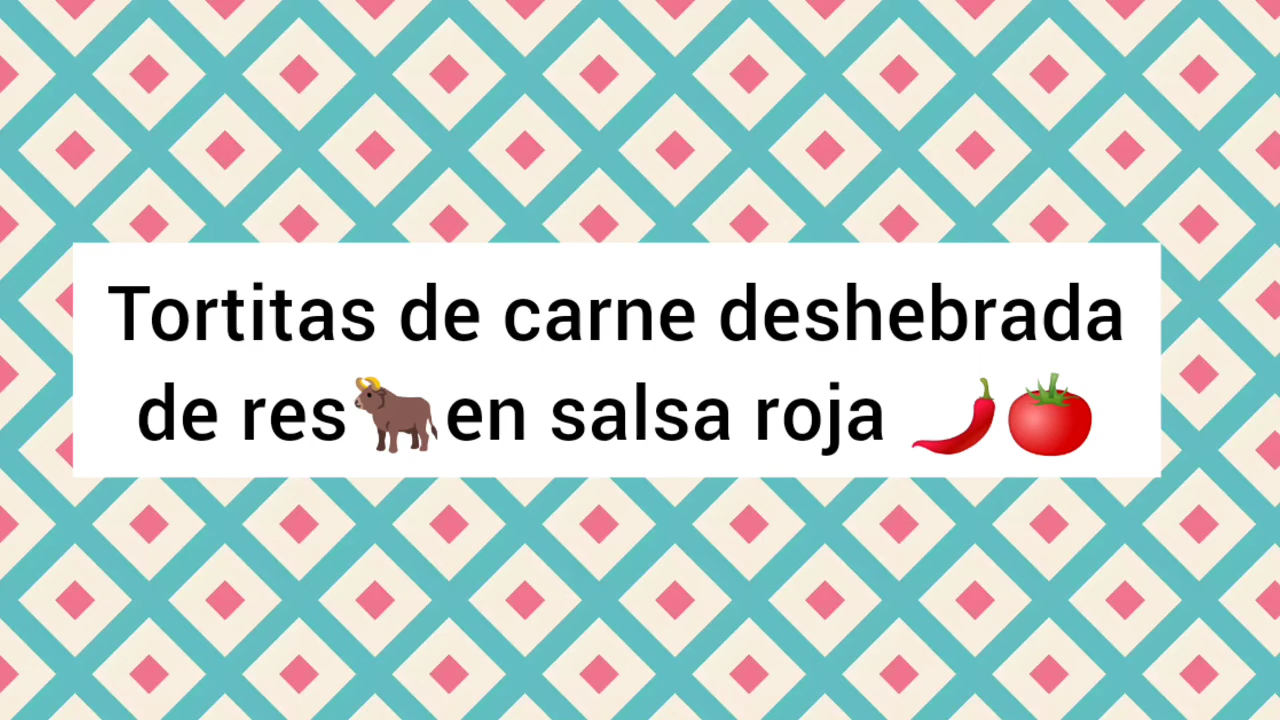 Tortitas de carne deshebrada
de res🐂en salsa roja 🌶️🍅